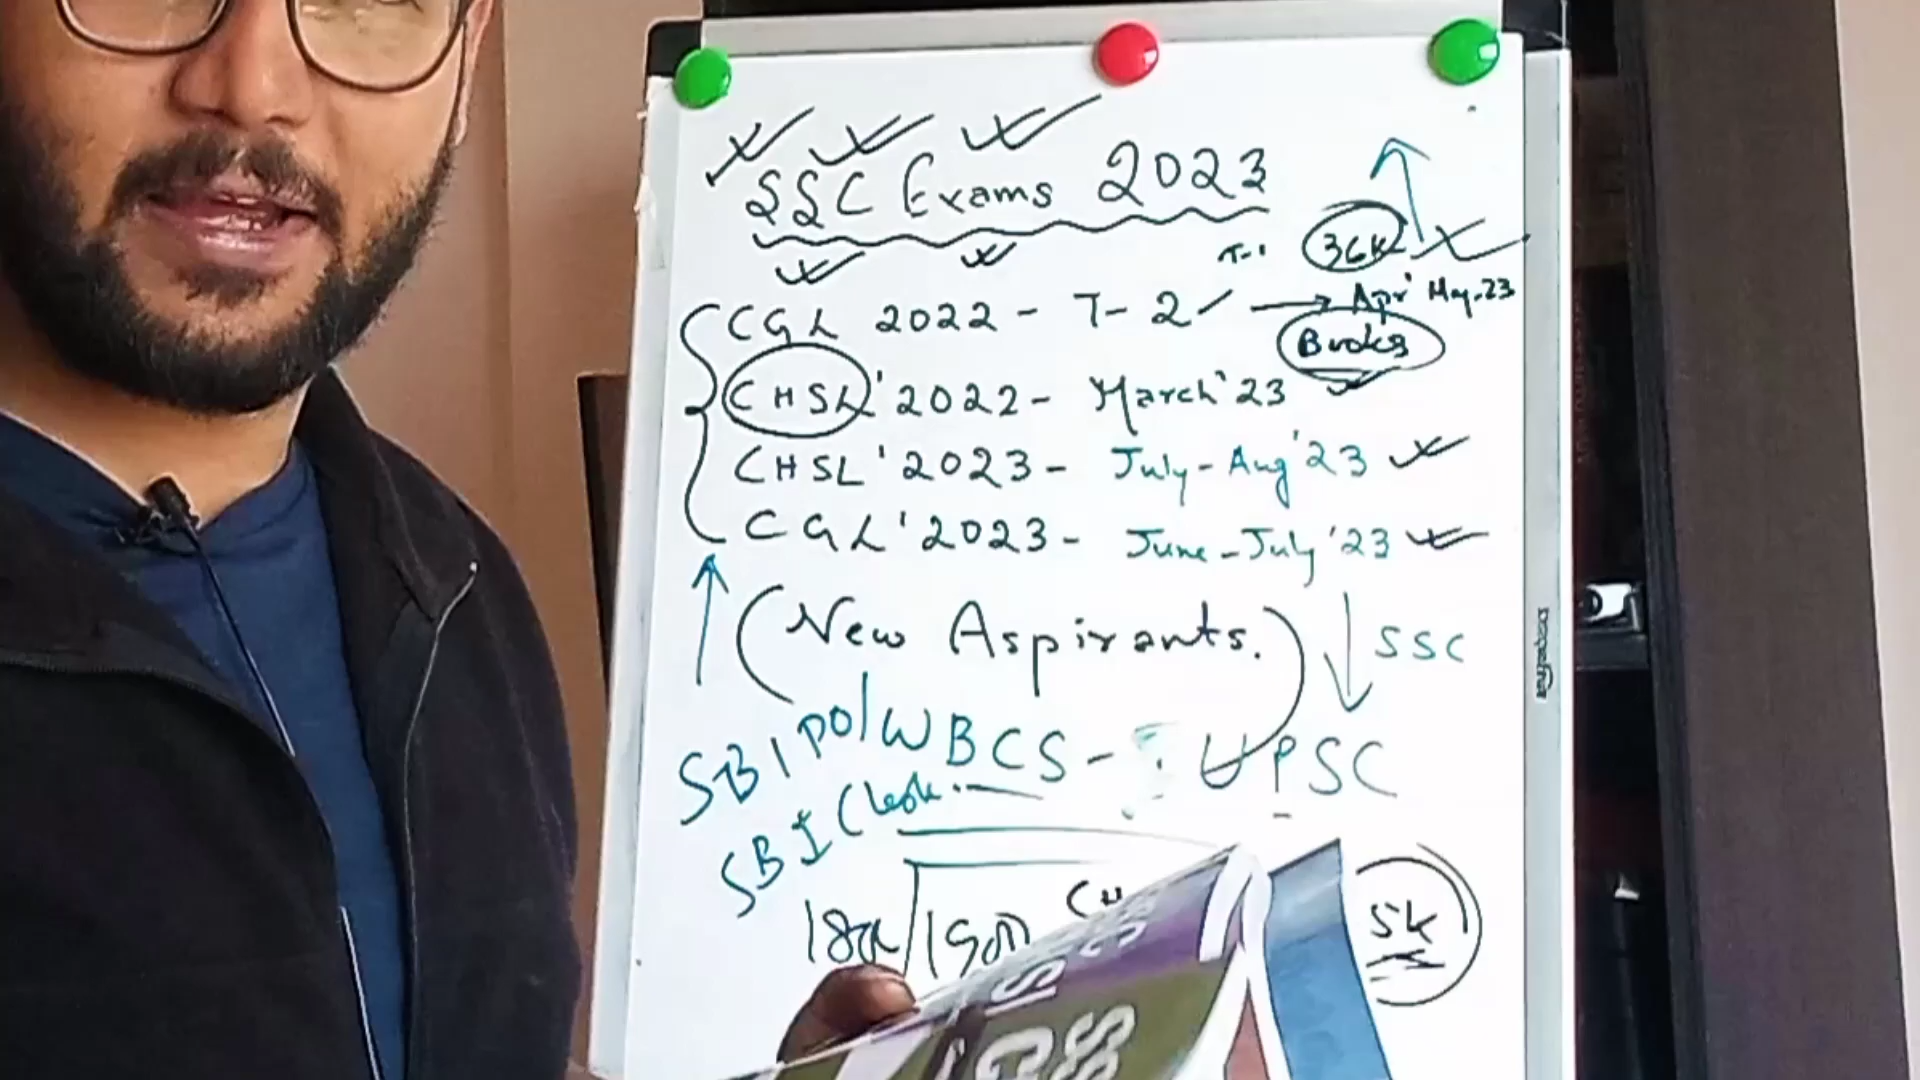 SSC Exams 2023
T-1 36K
CGL 2022 - T-2 → Apr' May-23
Books
CHSL' 2022 - March' 23
CHSL' 2023 - July - Aug' 23
CGL' 2023 - June - July '23
(New Aspirants.)
SSC
SBI PO/WBCS - UPSC
SBI Clerk.
5K